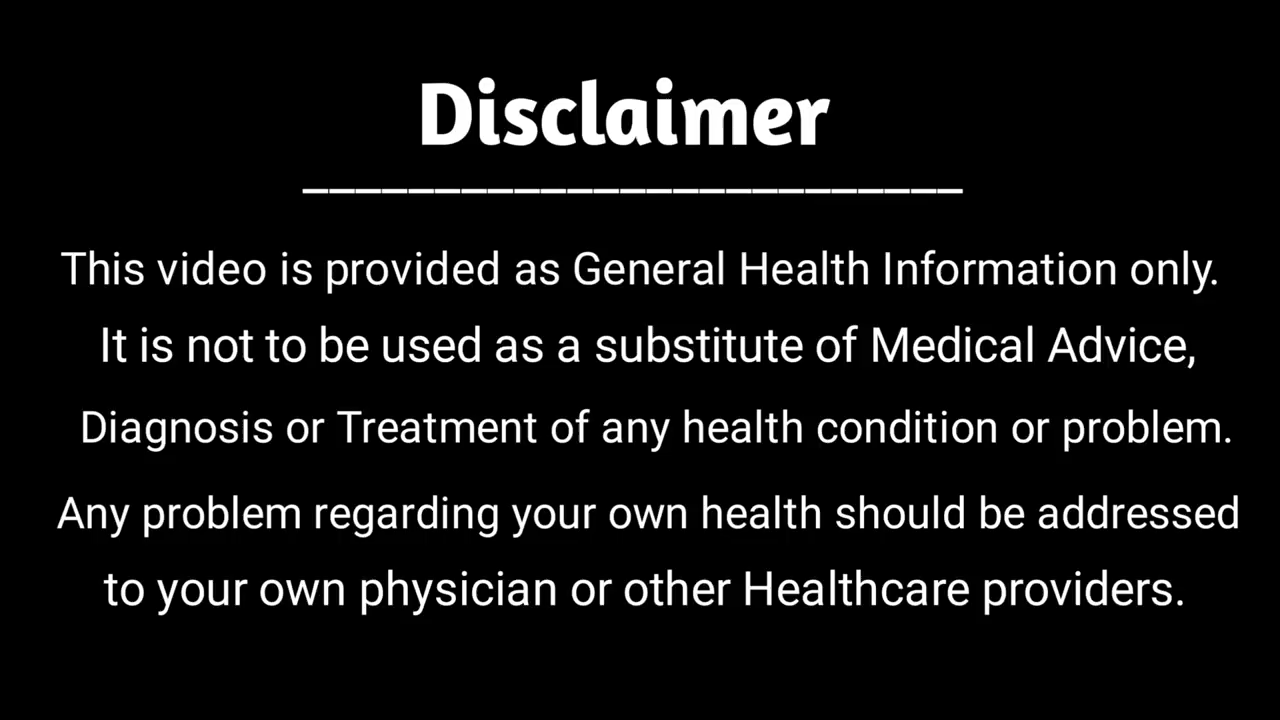 Disclaimer
This video is provided as General Health Information only.
It is not to be used as a substitute of Medical Advice,
Diagnosis or Treatment of any health condition or problem.
Any problem regarding your own health should be addressed
to your own physician or other Healthcare providers.